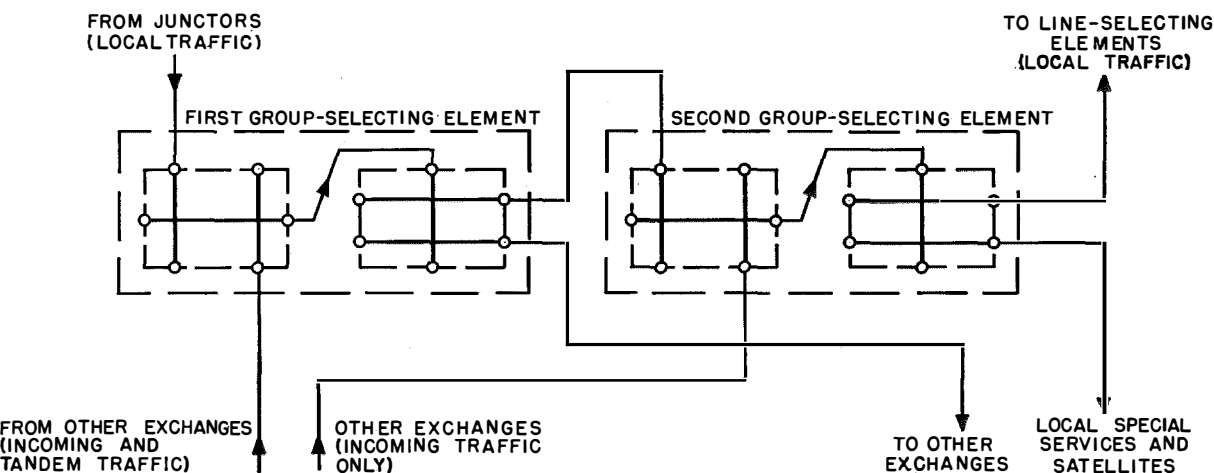 FROM JUNCTORS
(LOCAL TRAFFIC)
TO LINE-SELECTING
ELEMENTS
(LOCAL TRAFFIC)
FIRST GROUP-SELECTING ELEMENT
SECOND GROUP-SELECTING ELEMENT
FROM OTHER EXCHANGES
(INCOMING AND
TANDEM TRAFFIC)
OTHER EXCHANGES
(INCOMING TRAFFIC
ONLY)
TO OTHER
EXCHANGES
LOCAL SPECIAL
SERVICES AND
SATELLITES